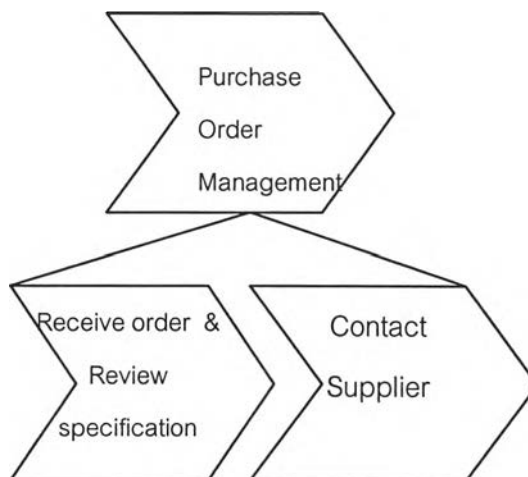 Purchase
Order
Management
Receive order &
Review
specification
Contact
Supplier